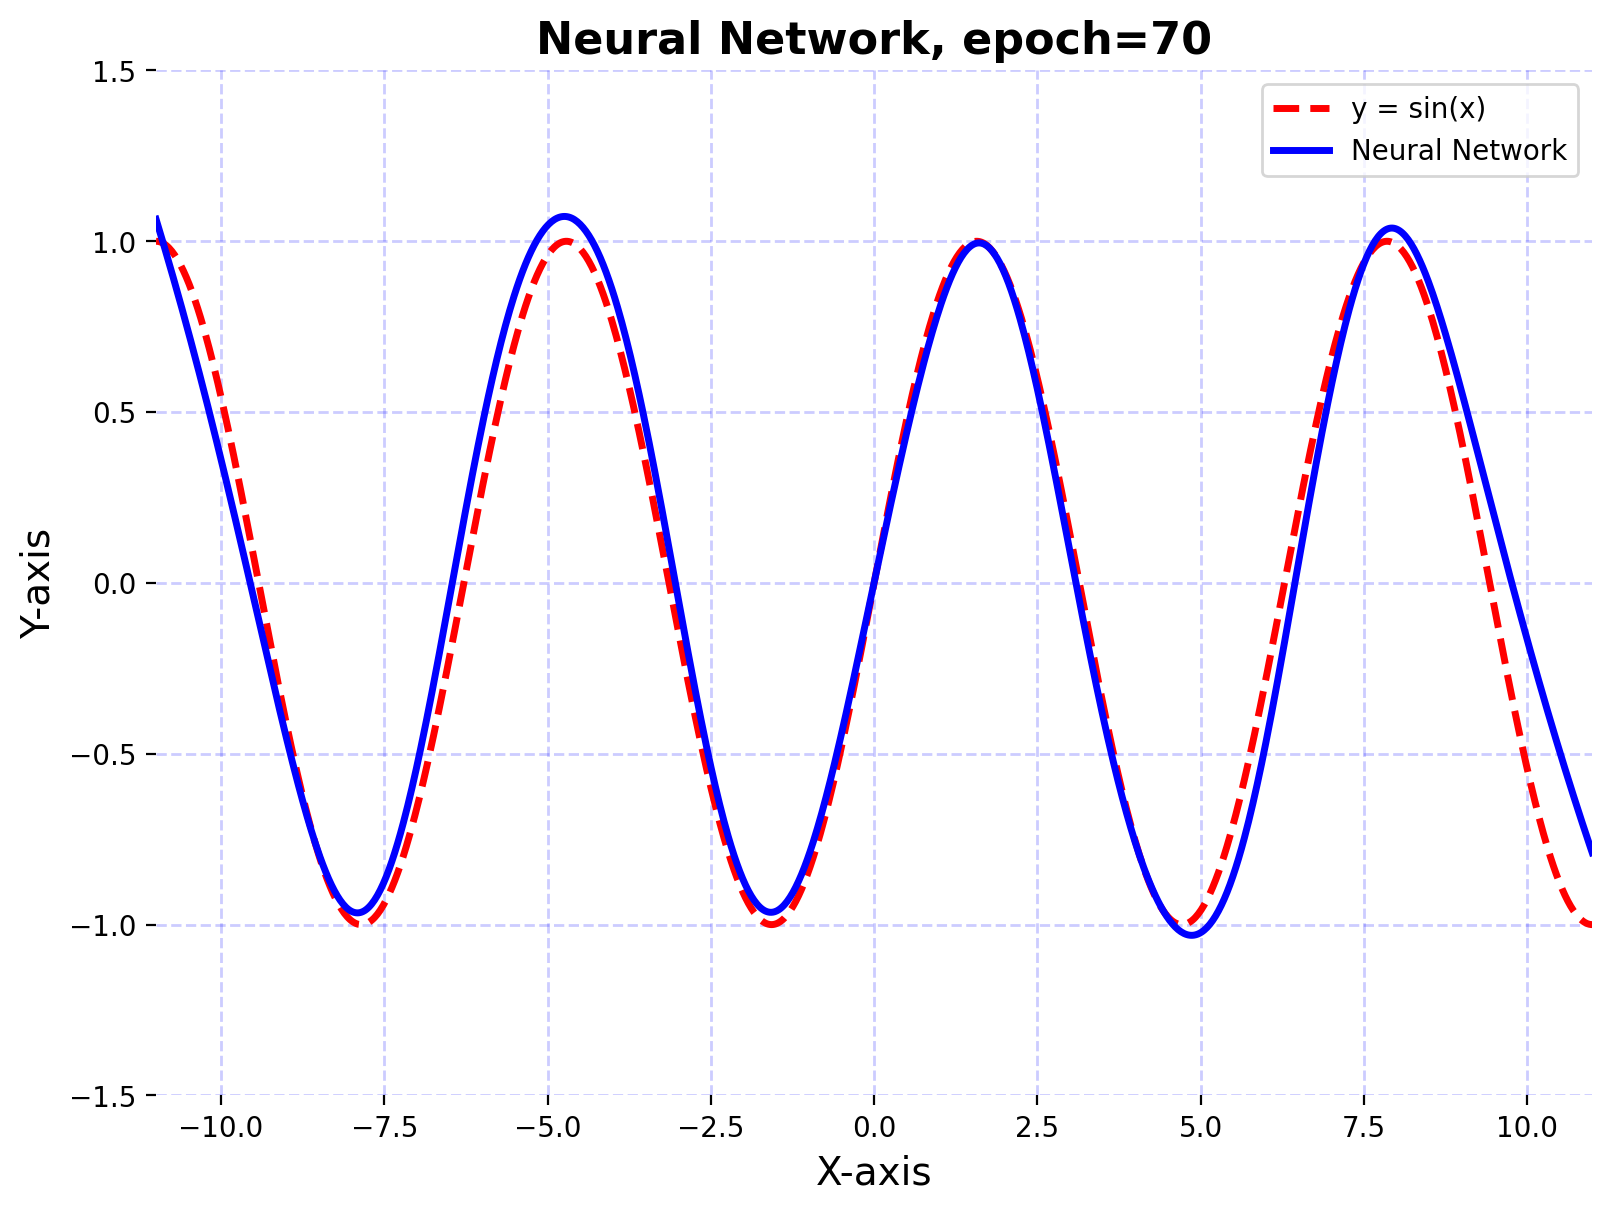 Neural Network, epoch=70
y = sin(x)
Neural Network
1.5
1.0
0.5
0.0
−0.5
−1.0
−1.5
Y-axis
−10.0 −7.5 −5.0 −2.5 0.0 2.5 5.0 7.5 10.0
X-axis